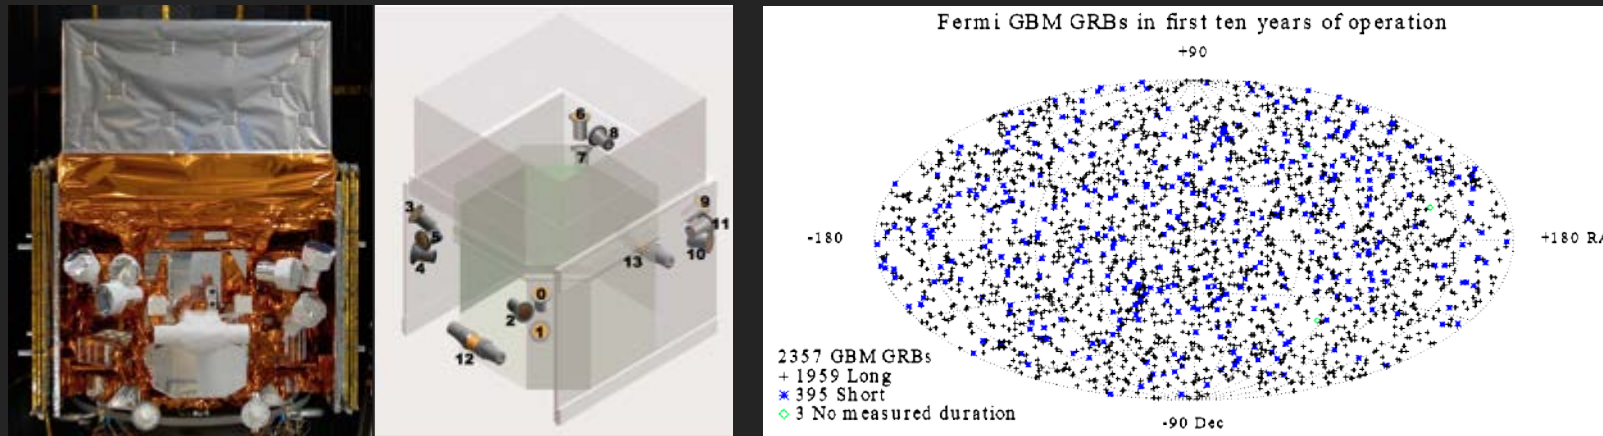 6
8
7
3
5
4
9
11
10
13
0
2
1
12
Fermi GBM GRBs in first ten years of operation
+90
-180
+180 RA
2357 GBM GRBs
+ 1959 Long
395 Short
3 No measured duration
-90 Dec